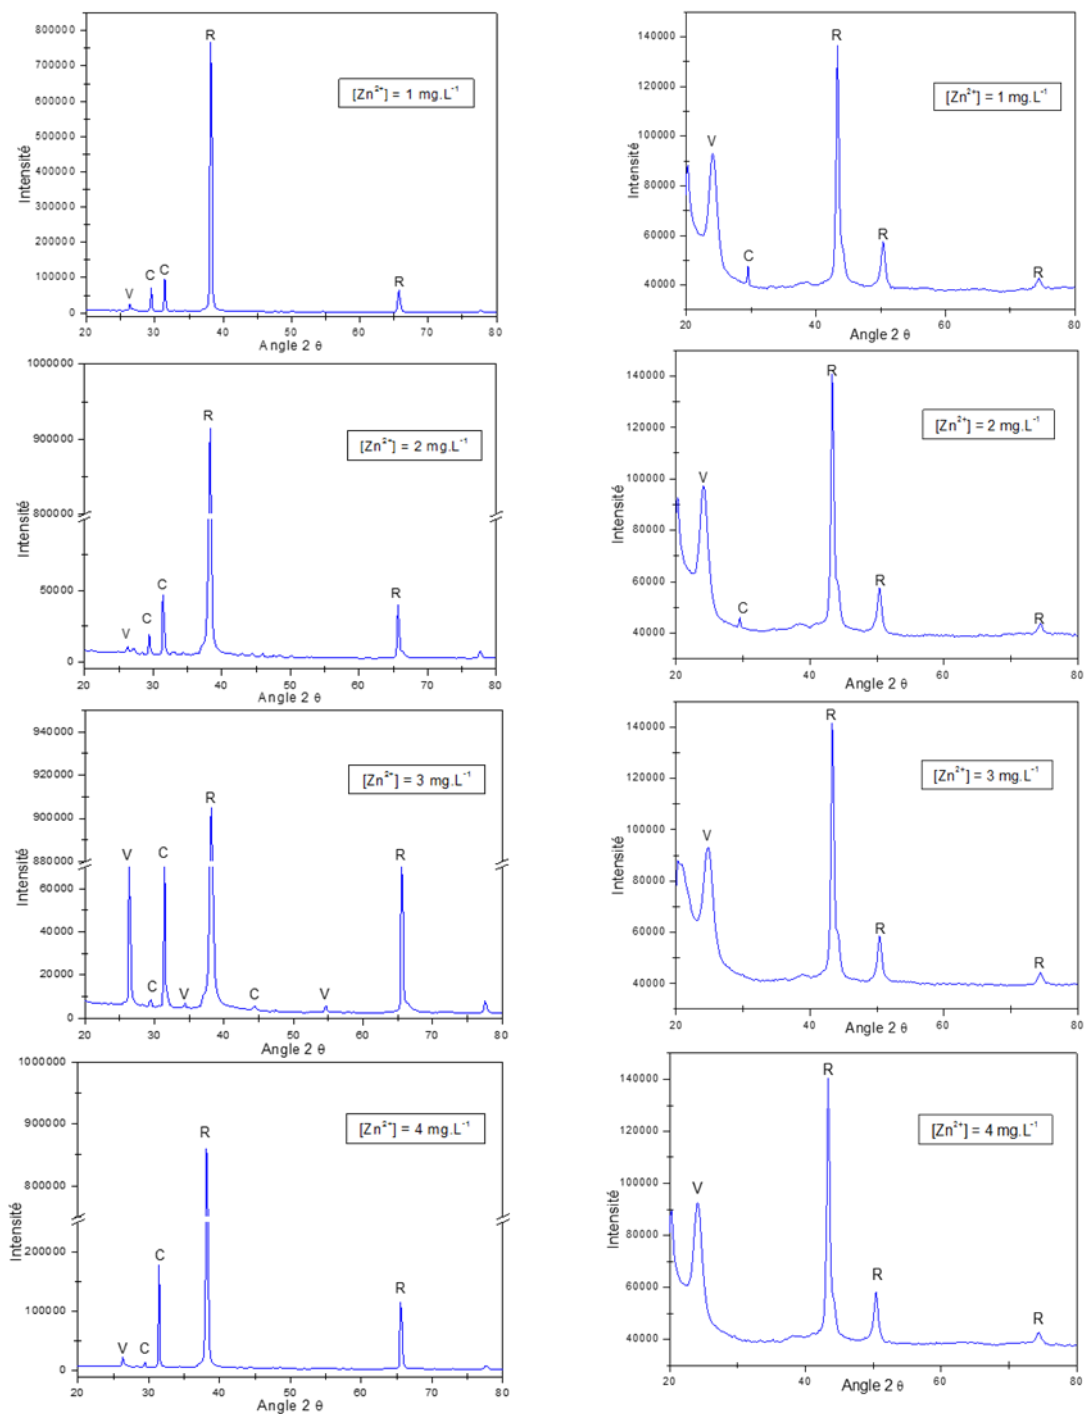 800000
700000
600000
500000
400000
300000
200000
100000
0
Intensité
R
[Zn²⁺] = 1 mg.L⁻¹
V
C
C
R
20 30 40 50 60 70 80
Angle 2 θ
140000
120000
100000
80000
60000
40000
Intensité
R
[Zn²⁺] = 1 mg.L⁻¹
V
C
R
R
20 40 60 80
Angle 2 θ
1000000
900000
800000
50000
0
Intensité
R
[Zn²⁺] = 2 mg.L⁻¹
V
C
C
R
20 30 40 50 60 70 80
Angle 2 θ
140000
120000
100000
80000
60000
40000
Intensité
R
[Zn²⁺] = 2 mg.L⁻¹
V
C
R
R
20 40 60 80
Angle 2 θ
940000
920000
900000
880000
60000
40000
20000
0
Intensité
R
[Zn²⁺] = 3 mg.L⁻¹
V
C
R
C
V
C
V
20 30 40 50 60 70 80
Angle 2 θ
140000
120000
100000
80000
60000
40000
Intensité
R
[Zn²⁺] = 3 mg.L⁻¹
V
R
R
20 40 60 80
Angle 2 θ
1000000
900000
800000
200000
100000
0
Intensité
R
[Zn²⁺] = 4 mg.L⁻¹
C
V
C
R
20 30 40 50 60 70 80
Angle 2 θ
140000
120000
100000
80000
60000
40000
Intensité
R
[Zn²⁺] = 4 mg.L⁻¹
V
R
R
20 40 60 80
Angle 2 θ